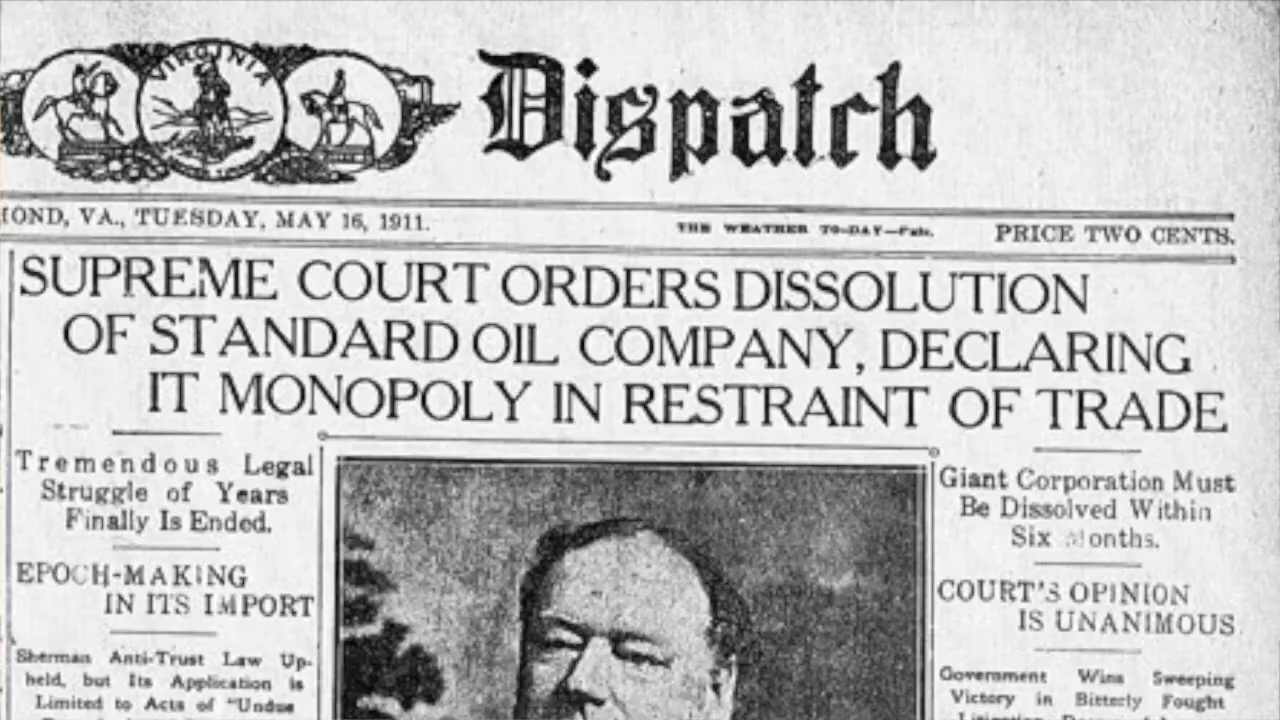 VIRGINIA
Dispatch
MOND, VA., TUESDAY, MAY 16, 1911.
THE WEATHER TO-DAY—Fair.
PRICE TWO CENTS.
SUPREME COURT ORDERS DISSOLUTION
OF STANDARD OIL COMPANY, DECLARING
IT MONOPOLY IN RESTRAINT OF TRADE
Tremendous Legal
Struggle of Years
Finally Is Ended.
EPOCH-MAKING
IN ITS IMPORT
Sherman Anti-Trust Law Up-
held, but Its Application is
Limited to Acts of "Undue
Giant Corporation Must
Be Dissolved Within
Six Months.
COURT'S OPINION
IS UNANIMOUS
Government Wins Sweeping
Victory in Bitterly Fought